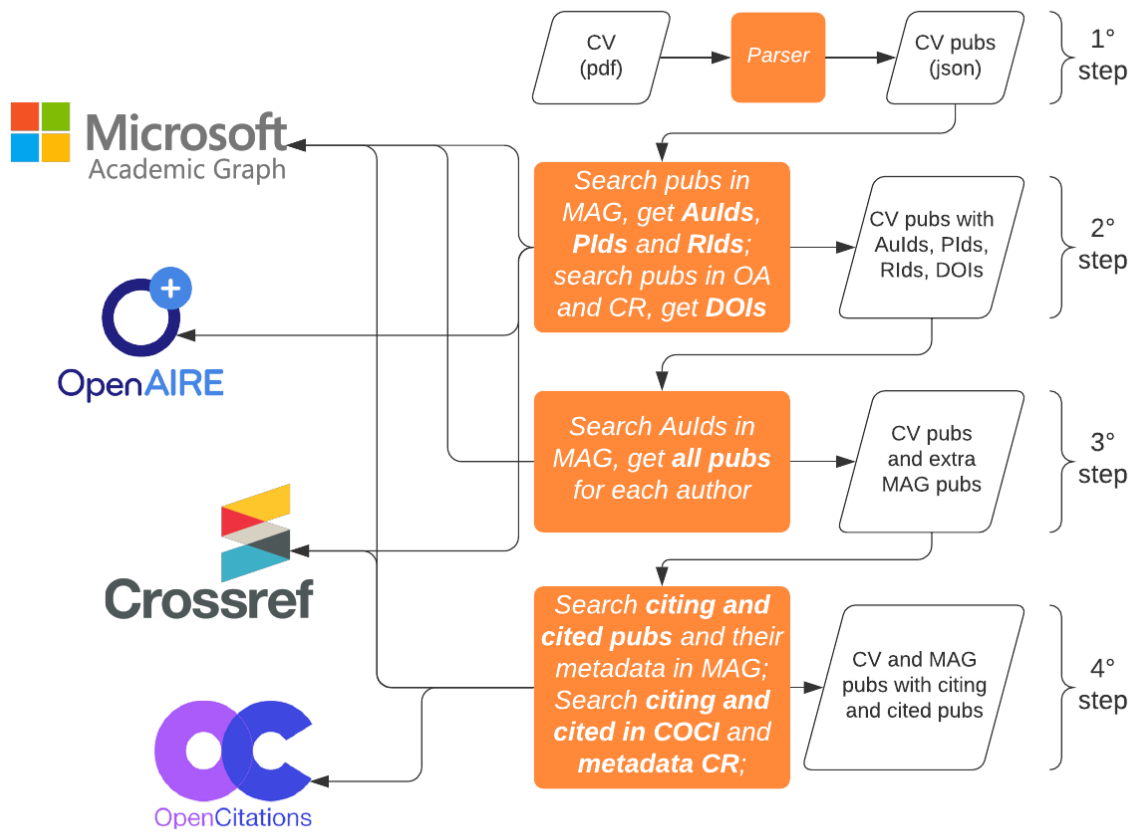 CV
(pdf)
Parser
CV pubs
(json)
1°
step
Microsoft
Academic Graph
Search pubs in
MAG, get AuIds,
PIds and RIds;
search pubs in OA
and CR, get DOIs
CV pubs with
AuIds, PIds,
RIds, DOIs
2°
step
OpenAIRE
Search AuIds in
MAG, get all pubs
for each author
CV pubs
and extra
MAG pubs
3°
step
Crossref
Search citing and
cited pubs and their
metadata in MAG;
Search citing and
cited in COCI and
metadata CR;
CV and MAG
pubs with citing
and cited pubs
4°
step
OpenCitations